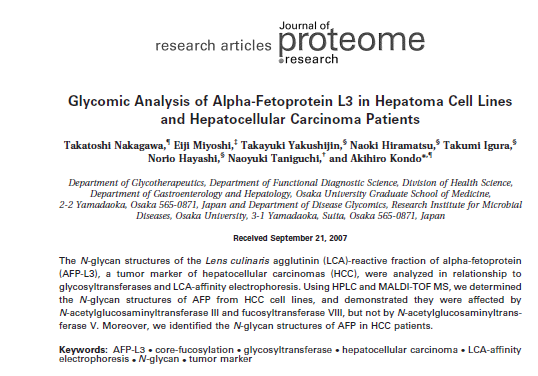 Journal of
research articles proteome
research
Glycomic Analysis of Alpha-Fetoprotein L3 in Hepatoma Cell Lines
and Hepatocellular Carcinoma Patients
Takatoshi Nakagawa,¶ Eiji Miyoshi,‡ Takayuki Yakushijin,§ Naoki Hiramatsu,§ Takumi Igura,§
Norio Hayashi,§ Naoyuki Taniguchi,† and Akihiro Kondo*,¶
Department of Glycotherapeutics, Department of Functional Diagnostic Science, Division of Health Science,
Department of Gastroenterology and Hepatology, Osaka University Graduate School of Medicine,
2-2 Yamadaoka, Osaka 565-0871, Japan and Department of Disease Glycomics, Research Institute for Microbial
Diseases, Osaka University, 3-1 Yamadaoka, Suita, Osaka 565-0871, Japan
Received September 21, 2007
The N-glycan structures of the Lens culinaris agglutinin (LCA)-reactive fraction of alpha-fetoprotein
(AFP-L3), a tumor marker of hepatocellular carcinomas (HCC), were analyzed in relationship to
glycosyltransferases and LCA-affinity electrophoresis. Using HPLC and MALDI-TOF MS, we determined
the N-glycan structures of AFP from HCC cell lines, and demonstrated they were affected by
N-acetylglucosaminyltransferase III and fucosyltransferase VIII, but not by N-acetylglucosaminyltrans-
ferase V. Moreover, we identified the N-glycan structures of AFP in HCC patients.
Keywords: AFP-L3 • core-fucosylation • glycosyltransferase • hepatocellular carcinoma • LCA-affinity
electrophoresis • N-glycan • tumor marker